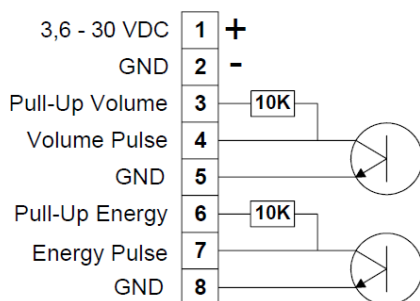 3,6 - 30 VDC 1 +
GND 2 -
Pull-Up Volume 3 10K
Volume Pulse 4
GND 5
Pull-Up Energy 6 10K
Energy Pulse 7
GND 8